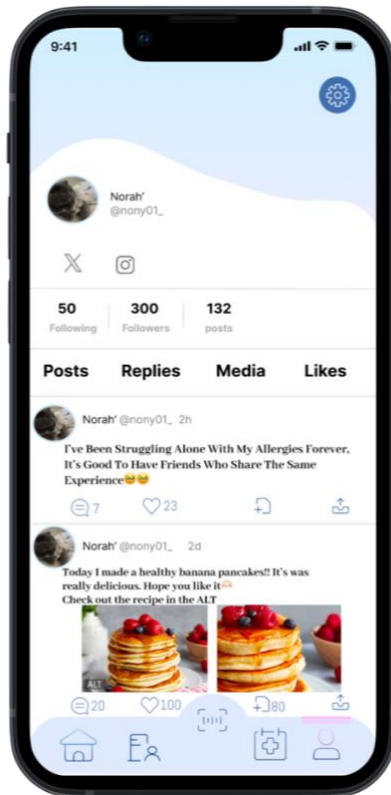 9:41
Norah'
@nony01_
50 300 132
Following Followers posts
Posts Replies Media Likes
Norah' @nony01_ 2h
I've Been Struggling Alone With My Allergies Forever,
It's Good To Have Friends Who Share The Same
Experience🥹🥹
7 23
Norah' @nony01_ 2d
Today I made a healthy banana pancakes!! It's was
really delicious. Hope you like it🫶🏻
Check out the recipe in the ALT
ALT
20 100 80